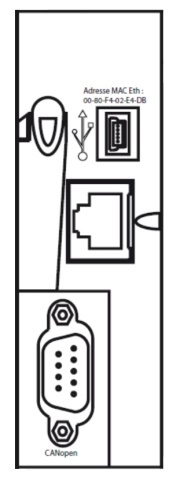 Adresse MAC Eth :
00-80-F4-02-E4-DB
CANopen